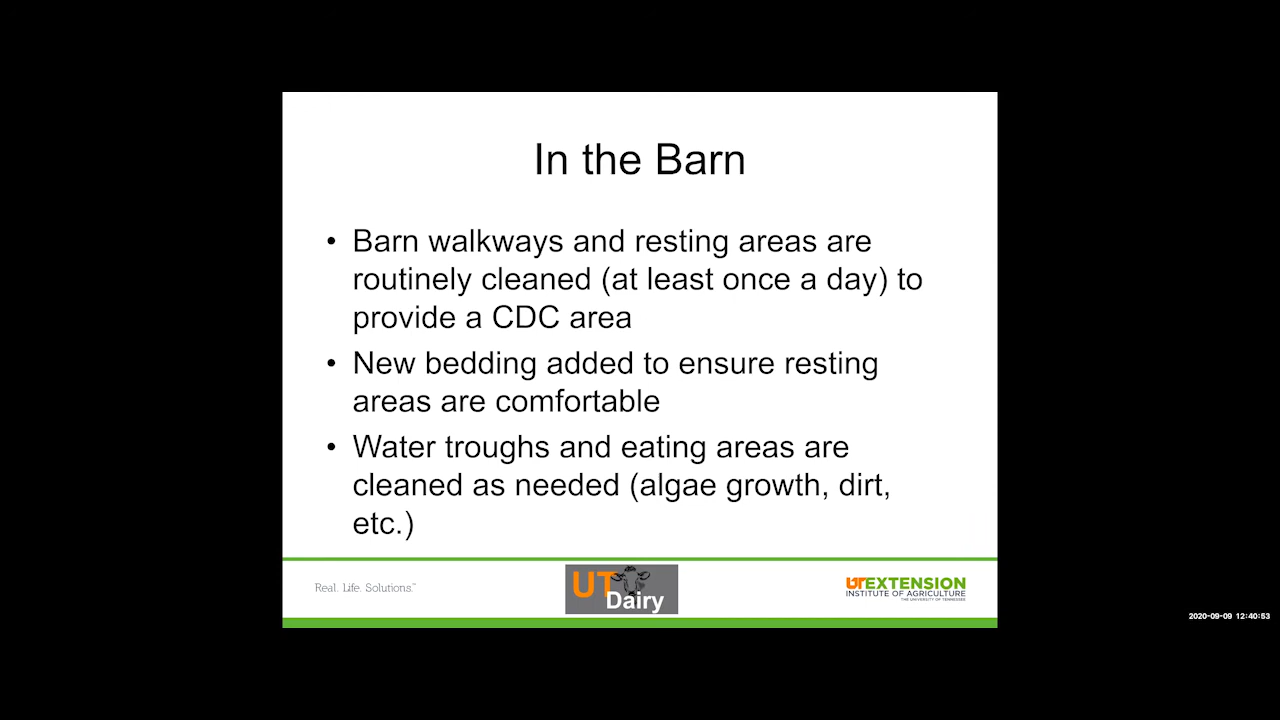 In the Barn
• Barn walkways and resting areas are
routinely cleaned (at least once a day) to
provide a CDC area
• New bedding added to ensure resting
areas are comfortable
• Water troughs and eating areas are
cleaned as needed (algae growth, dirt,
etc.)
Real. Life. Solutions.™
UT
Dairy
UT EXTENSION
INSTITUTE OF AGRICULTURE
THE UNIVERSITY OF TENNESSEE
2020-09-09 12:40:53